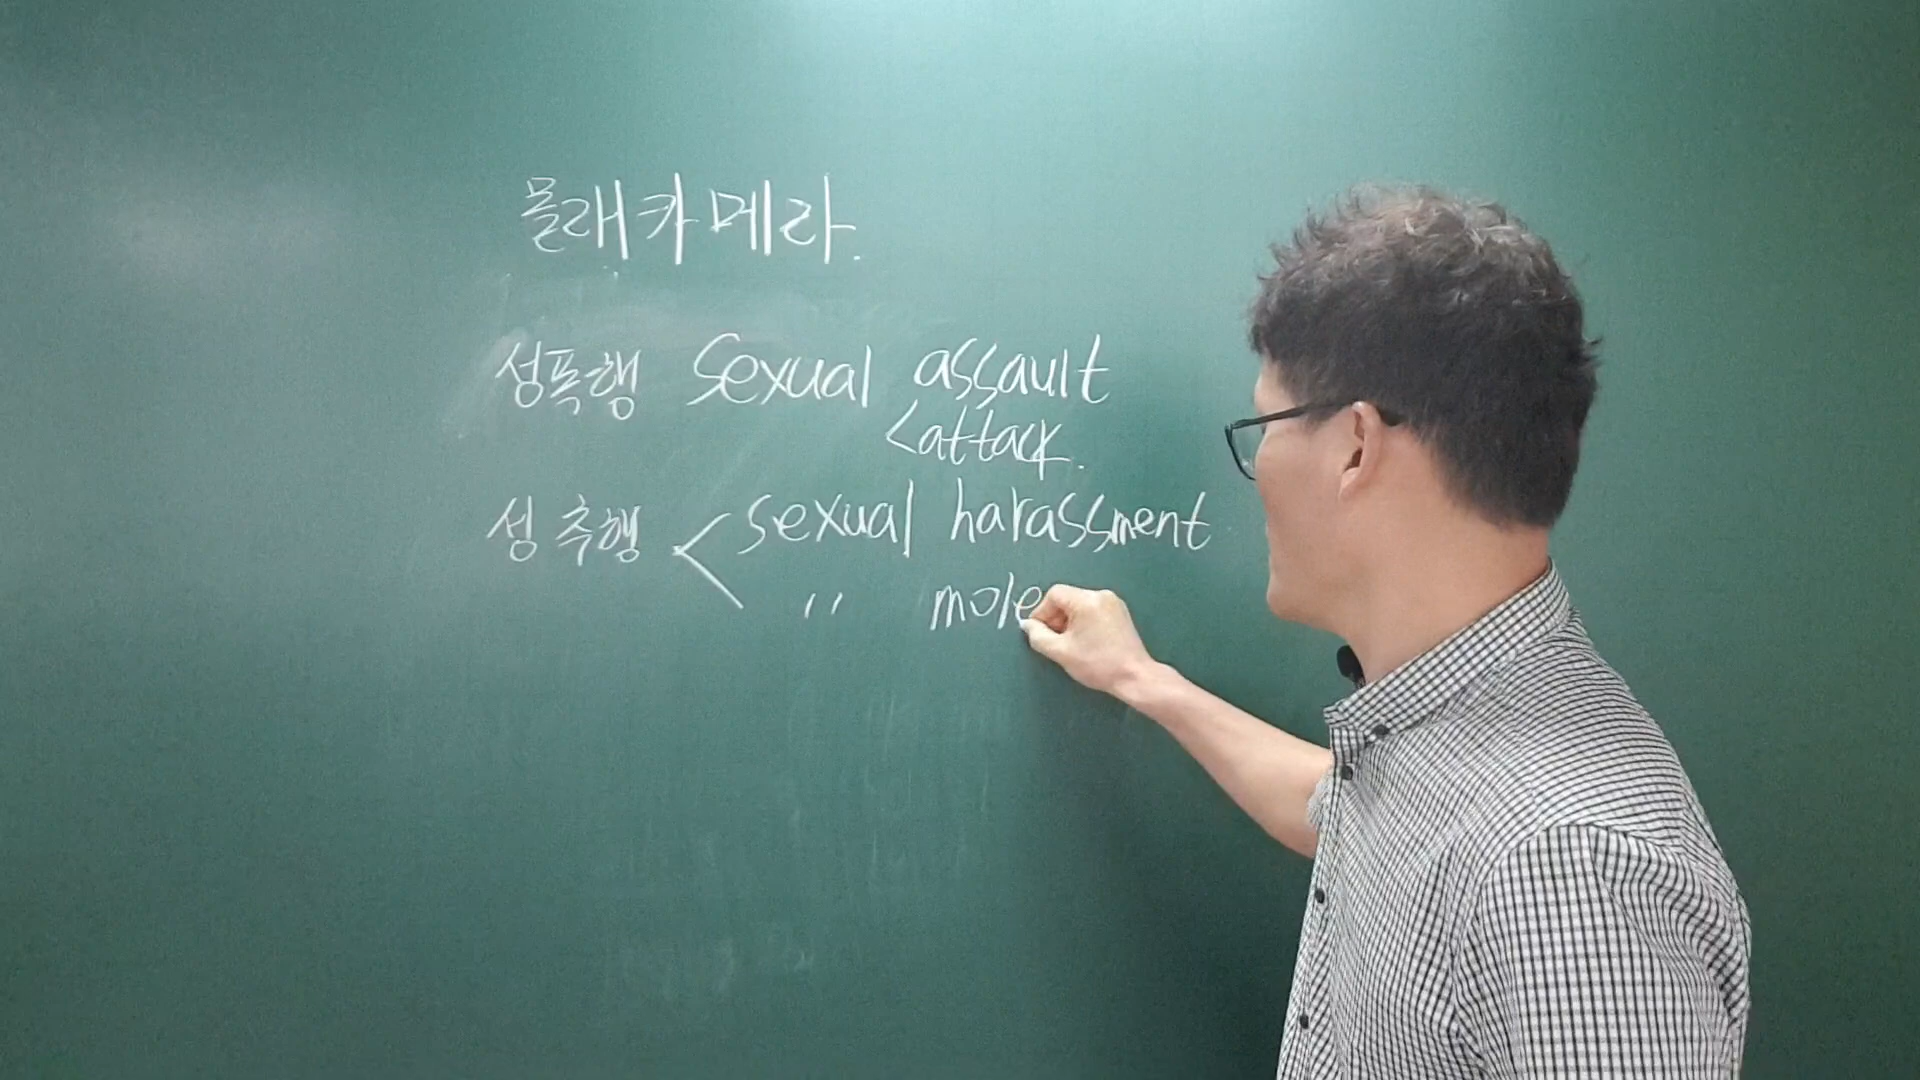 몰래카메라.
성폭행 sexual assault
<attack.
성추행 < sexual harassment
" mole